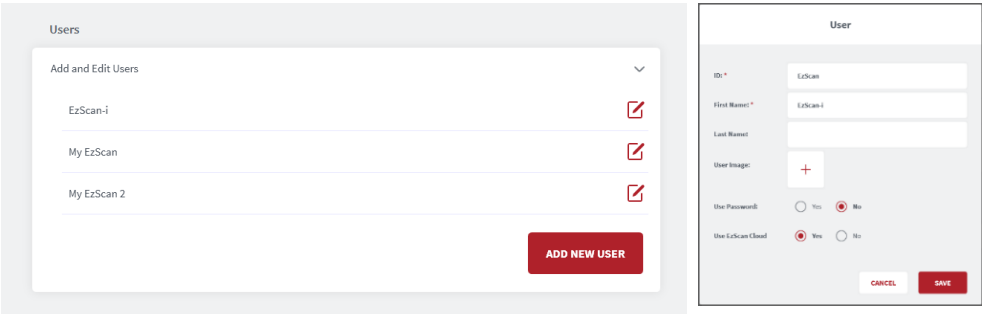 Users
Add and Edit Users
EzScan-i
My EzScan
My EzScan 2
ADD NEW USER
User
ID: *
EzScan
First Name: *
EzScan-i
Last Name:
User Image:
Use Password:
Yes No
Use EzScan Cloud
Yes No
CANCEL SAVE